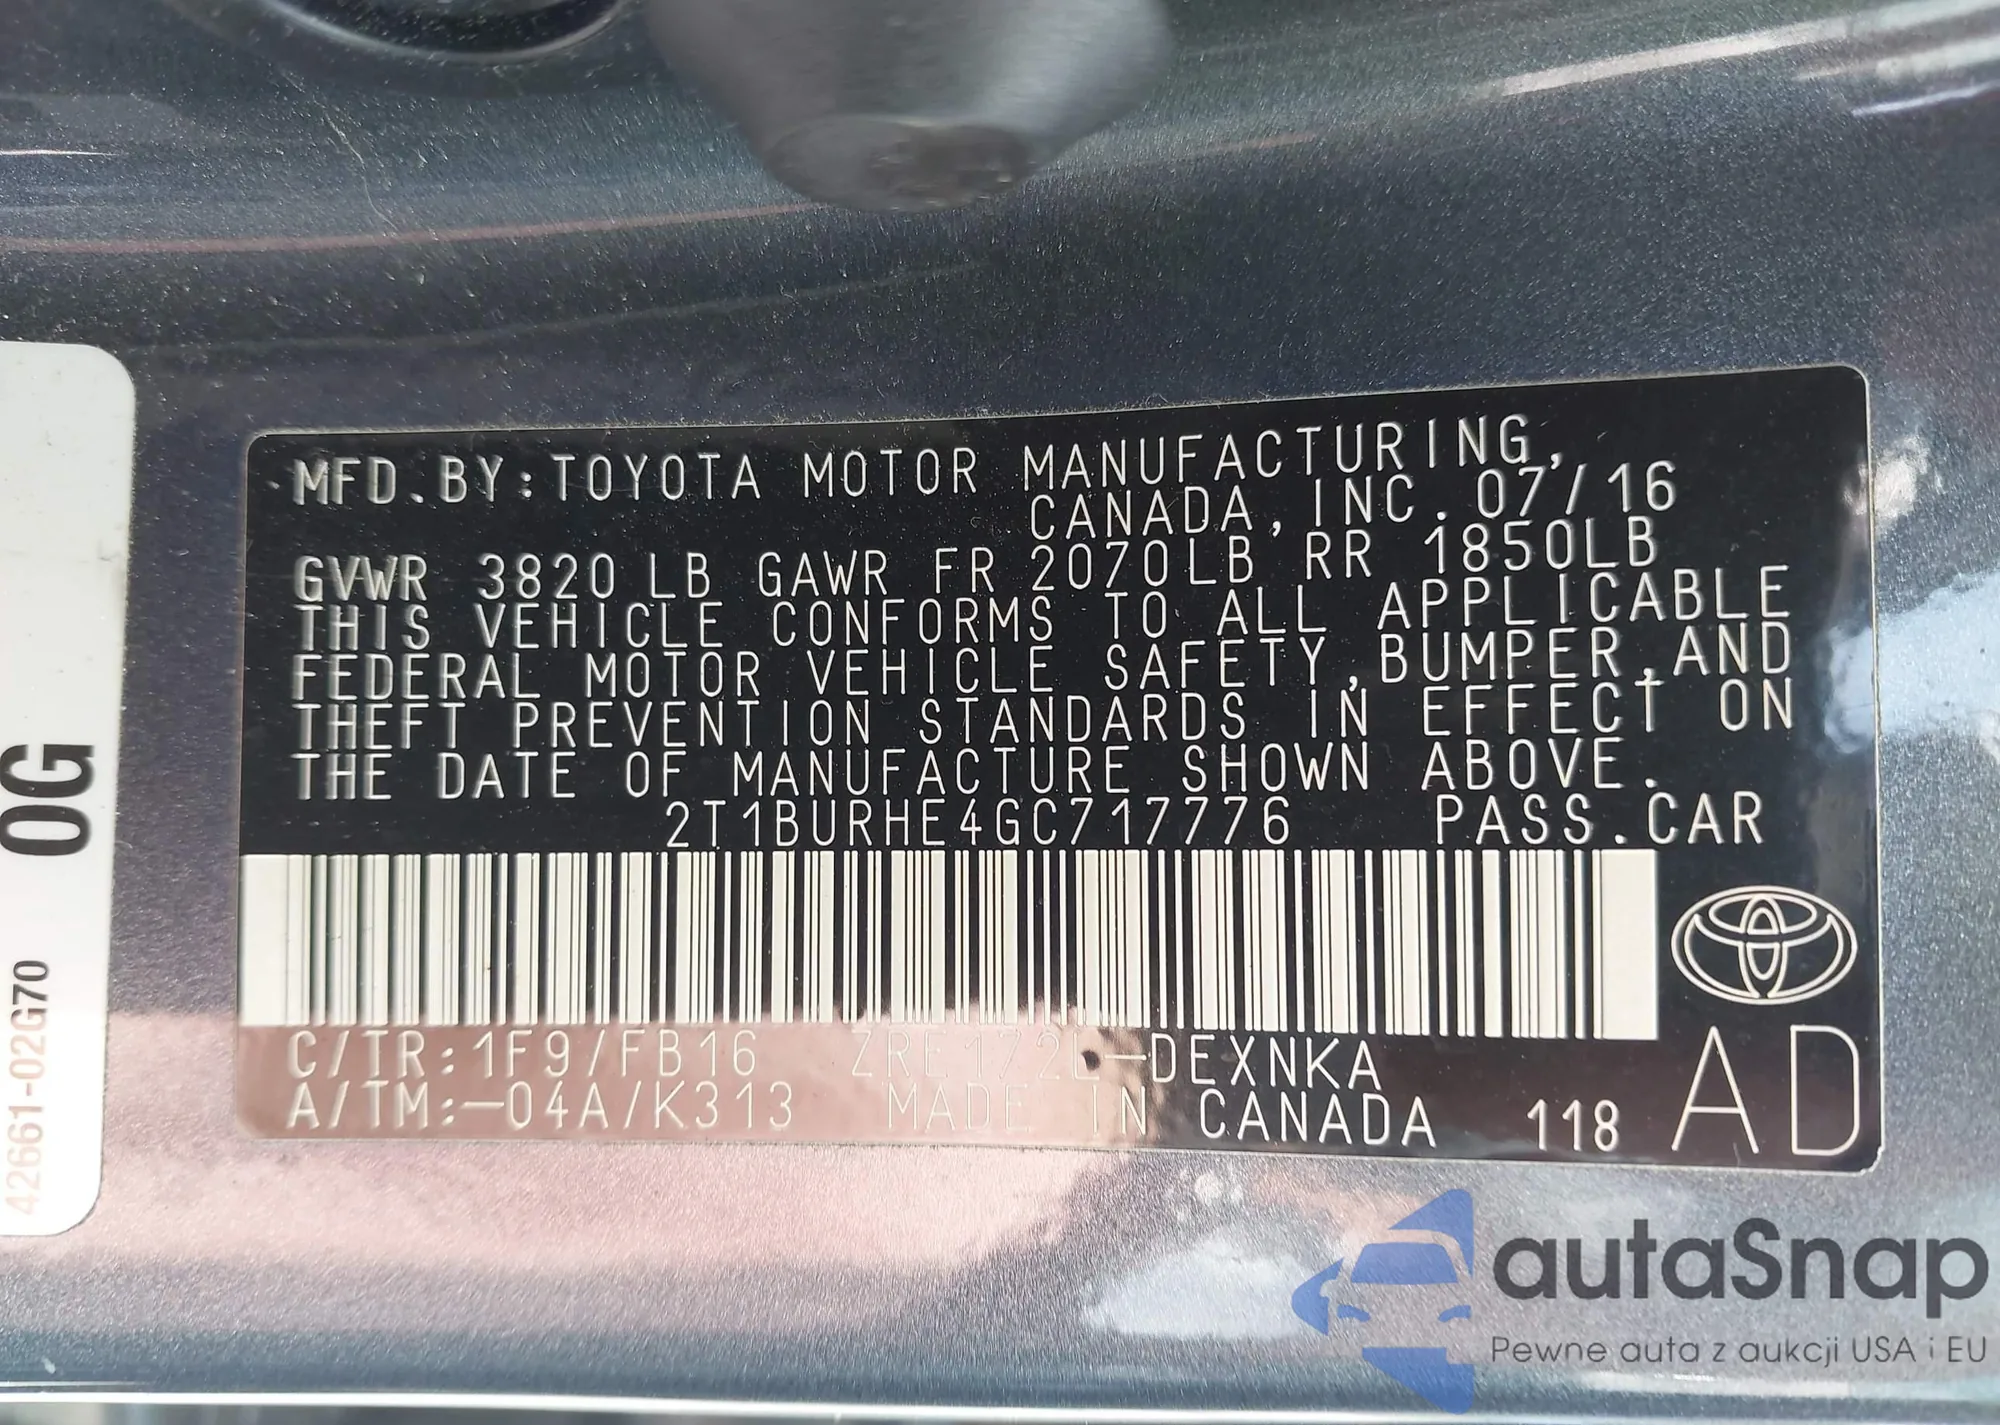 MFD.BY:TOYOTA MOTOR MANUFACTURING,
CANADA, INC. 07/16
GVWR 3820 LB GAWR FR 2070LB RR 1850LB
THIS VEHICLE CONFORMS TO ALL APPLICABLE
FEDERAL MOTOR VEHICLE SAFETY,BUMPER,AND
THEFT PREVENTION STANDARDS IN EFFECT ON
THE DATE OF MANUFACTURE SHOWN ABOVE.
2T1BURHE4GC717776 PASS.CAR
C/TR:1F9/FB16 ZRE172L-DEXNKA
A/TM:-04A/K313 MADE IN CANADA 118
AD
0G
42661-02G70
autaSnap
Pewne auta z aukcji USA i EU